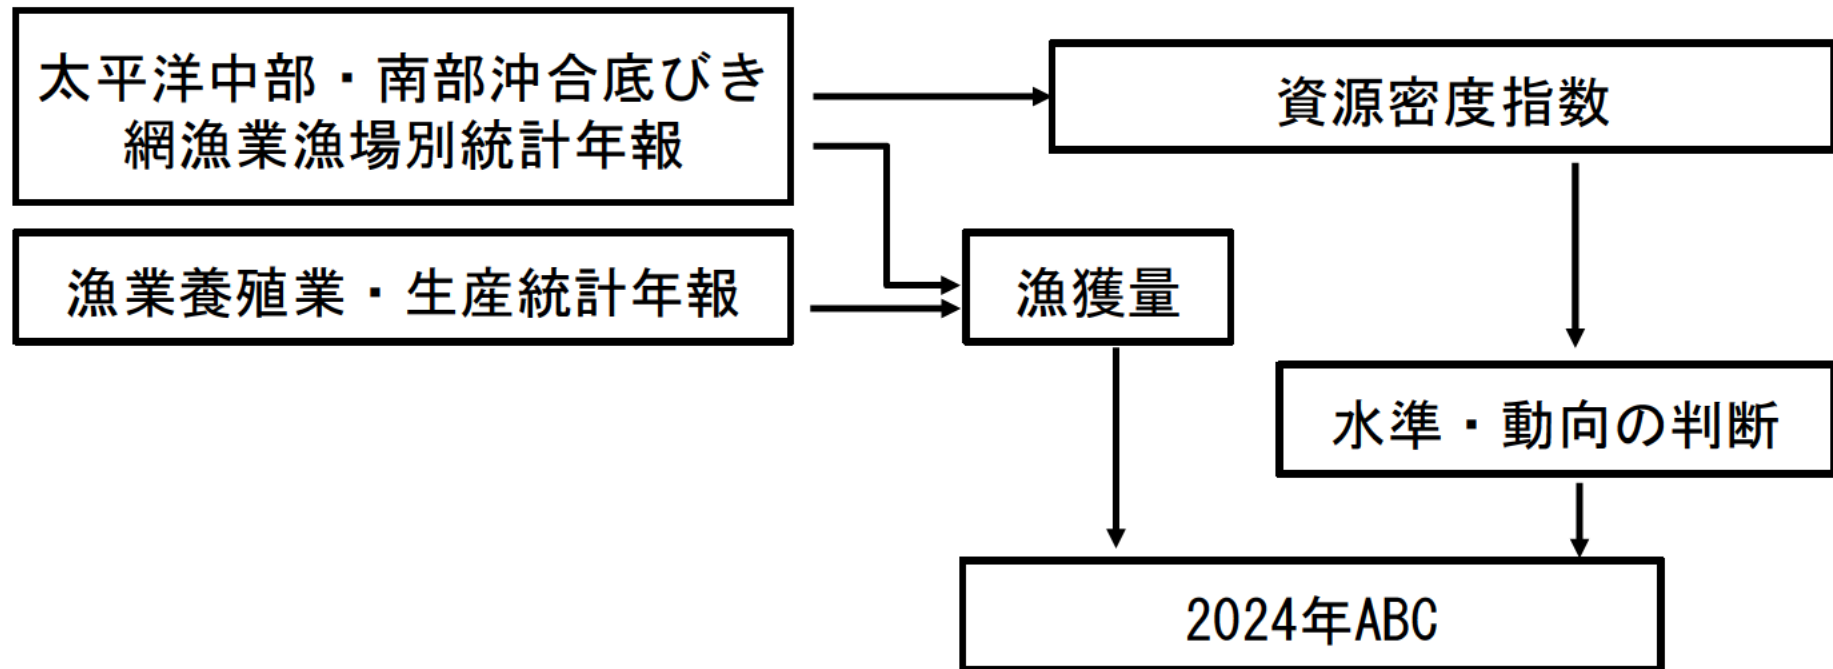 太平洋中部・南部沖合底びき
網漁業漁場別統計年報
資源密度指数
漁業養殖業・生産統計年報
漁獲量
水準・動向の判断
2024年ABC